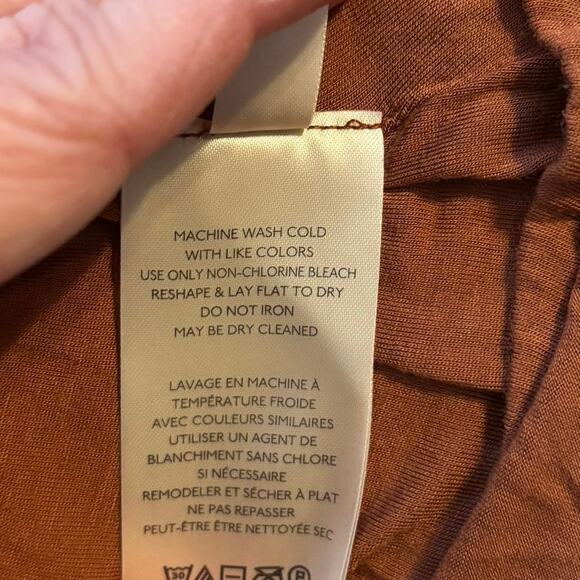 MACHINE WASH COLD
WITH LIKE COLORS
USE ONLY NON-CHLORINE BLEACH
RESHAPE & LAY FLAT TO DRY
DO NOT IRON
MAY BE DRY CLEANED
LAVAGE EN MACHINE À
TEMPÉRATURE FROIDE
AVEC COULEURS SIMILAIRES
UTILISER UN AGENT DE
BLANCHIMENT SANS CHLORE
SI NÉCESSAIRE
REMODELER ET SÉCHER À PLAT
NE PAS REPASSER
PEUT-ÊTRE ÊTRE NETTOYÉE SEC
30